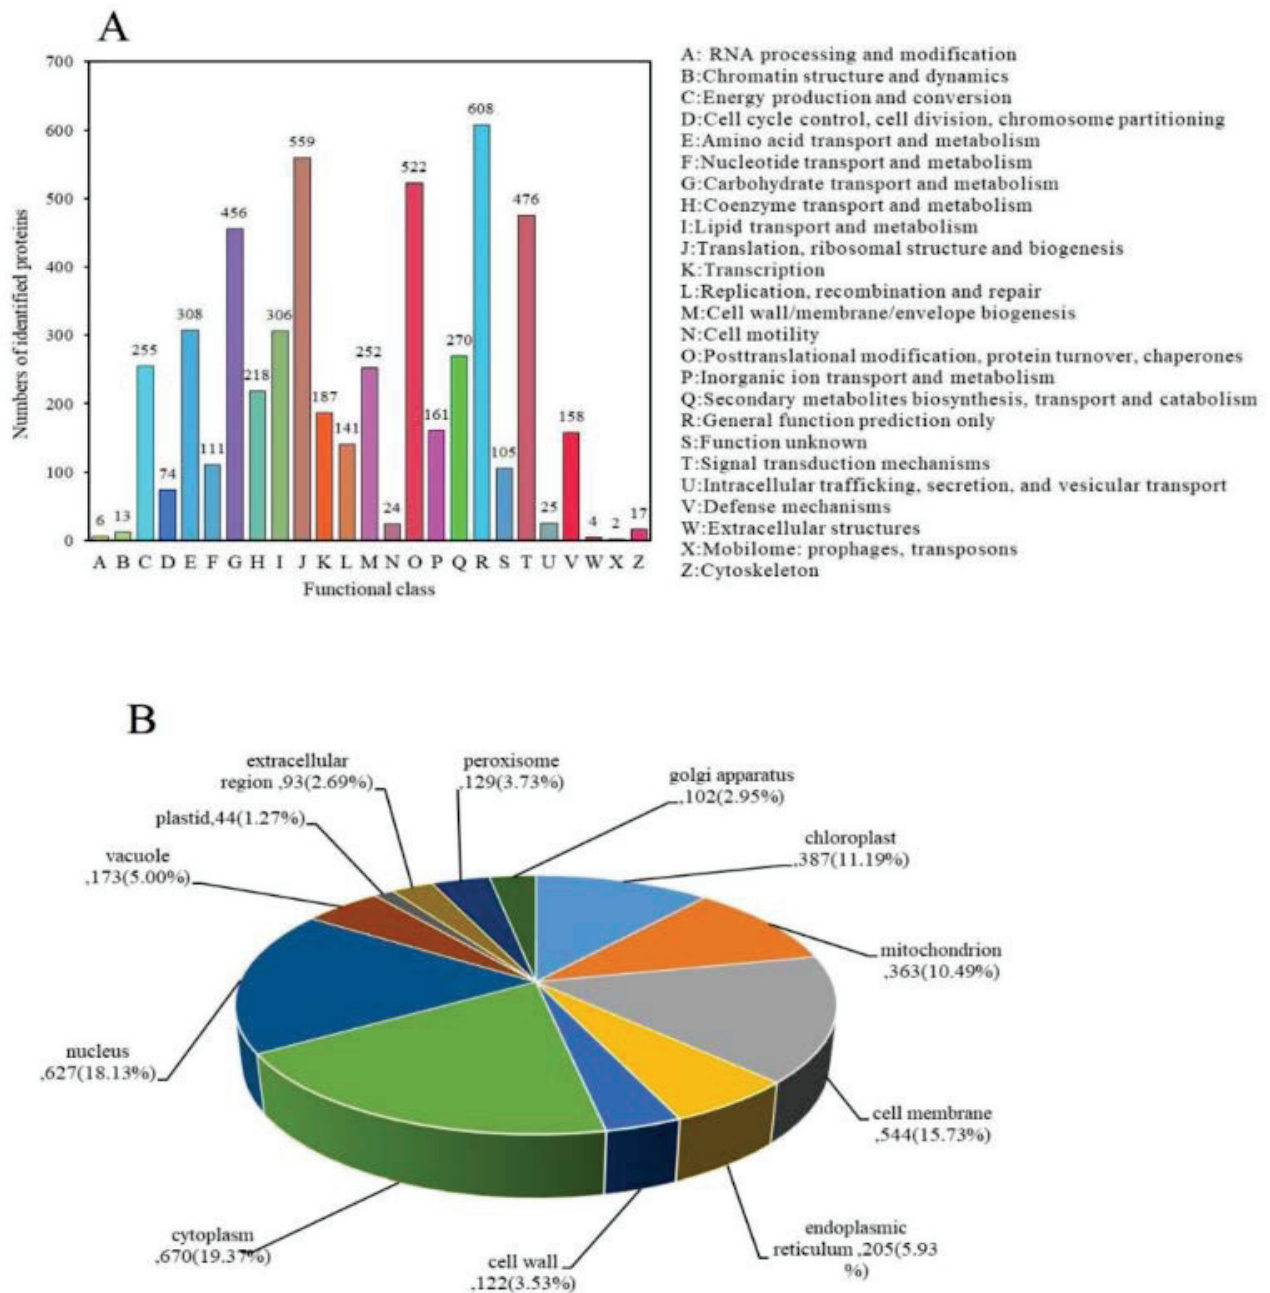 A
700
600
500
400
300
200
100
0
Numbers of identified proteins
6
13
255
74
308
111
456
218
306
559
187
141
252
24
522
161
270
608
105
476
25
158
4
2
17
A B C D E F G H I J K L M N O P Q R S T U V W X Z
Functional class
A: RNA processing and modification
B:Chromatin structure and dynamics
C:Energy production and conversion
D:Cell cycle control, cell division, chromosome partitioning
E:Amino acid transport and metabolism
F:Nucleotide transport and metabolism
G:Carbohydrate transport and metabolism
H:Coenzyme transport and metabolism
I:Lipid transport and metabolism
J:Translation, ribosomal structure and biogenesis
K:Transcription
L:Replication, recombination and repair
M:Cell wall/membrane/envelope biogenesis
N:Cell motility
O:Posttranslational modification, protein turnover, chaperones
P:Inorganic ion transport and metabolism
Q:Secondary metabolites biosynthesis, transport and catabolism
R:General function prediction only
S:Function unknown
T:Signal transduction mechanisms
U:Intracellular trafficking, secretion, and vesicular transport
V:Defense mechanisms
W:Extracellular structures
X:Mobilome: prophages, transposons
Z:Cytoskeleton
B
extracellular
region ,93(2.69%)
peroxisome
,129(3.73%)
golgi apparatus
,102(2.95%)
plastid,44(1.27%)
chloroplast
,387(11.19%)
vacuole
,173(5.00%)
mitochondrion
,363(10.49%)
nucleus
,627(18.13%)
cell membrane
,544(15.73%)
cytoplasm
,670(19.37%)
cell wall
,122(3.53%)
endoplasmic
reticulum ,205(5.93
%)